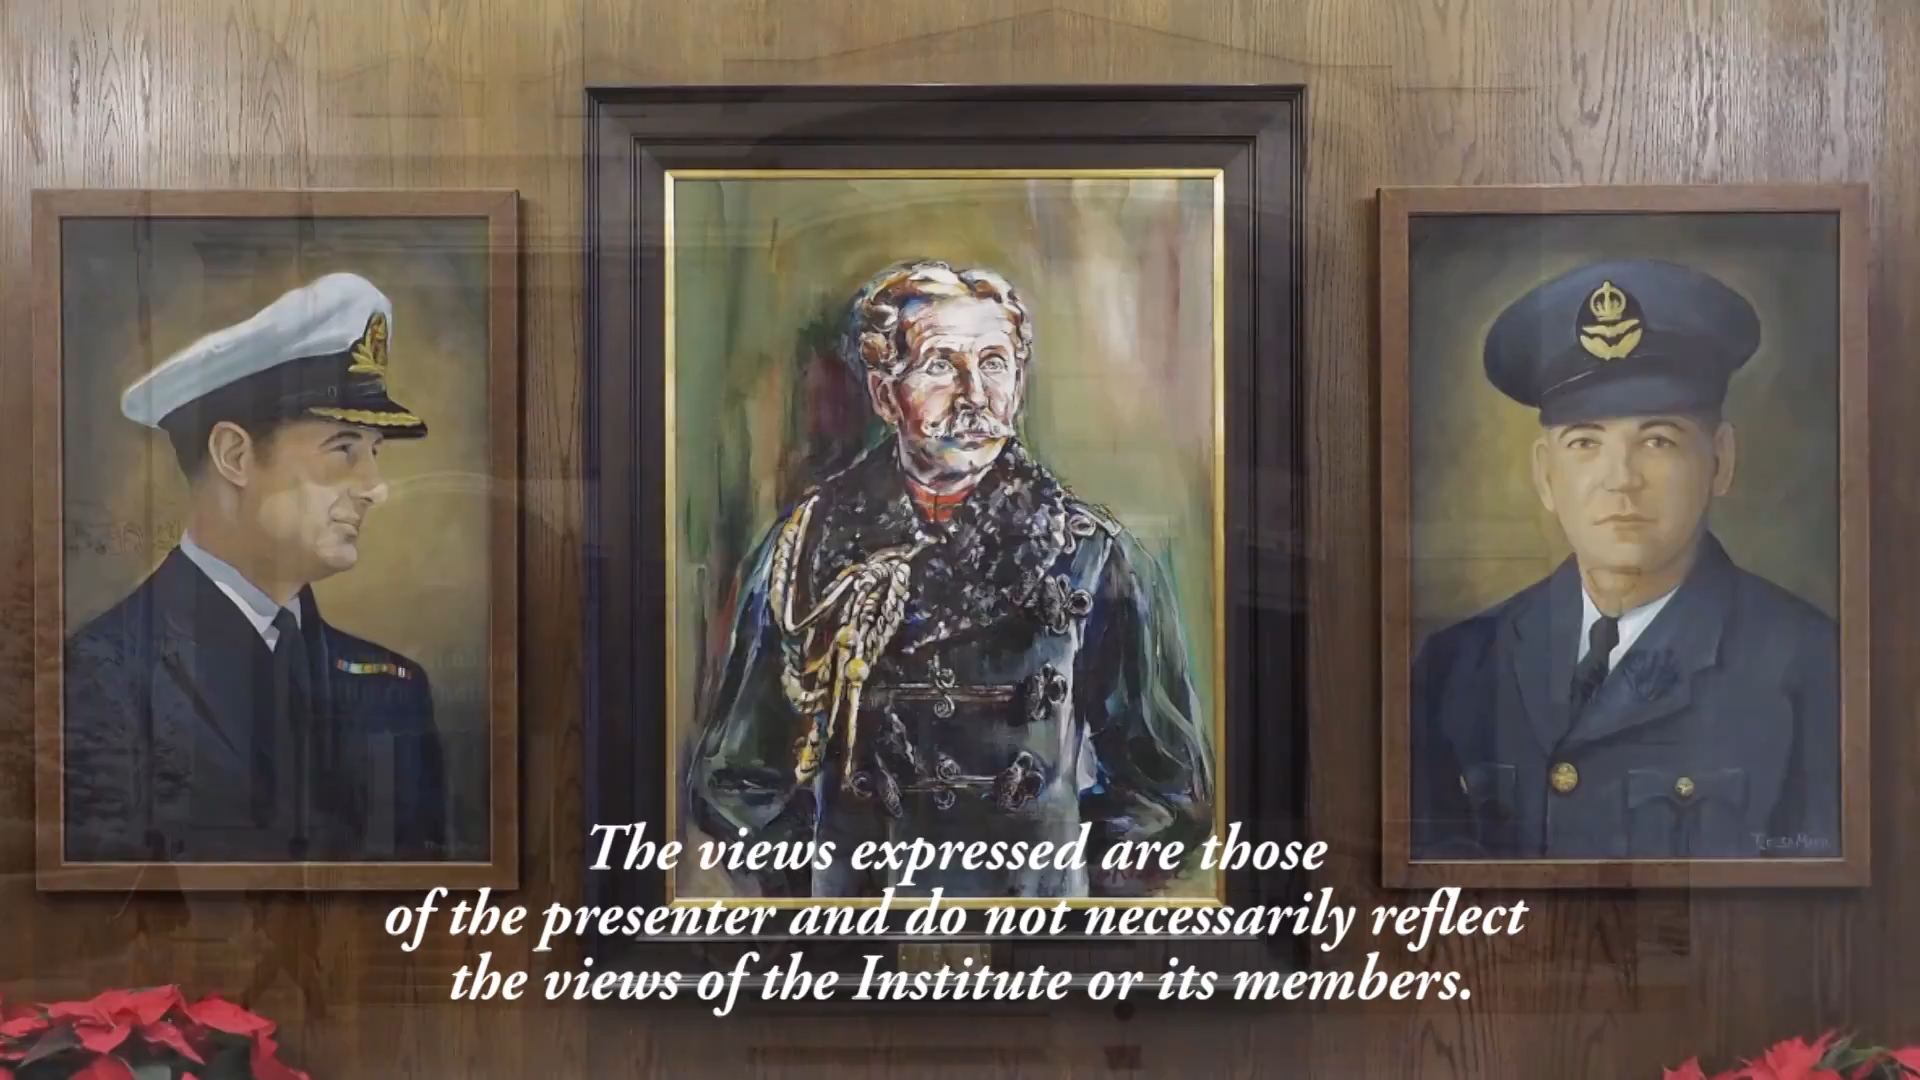 The views expressed are those
of the presenter and do not necessarily reflect
the views of the Institute or its members.